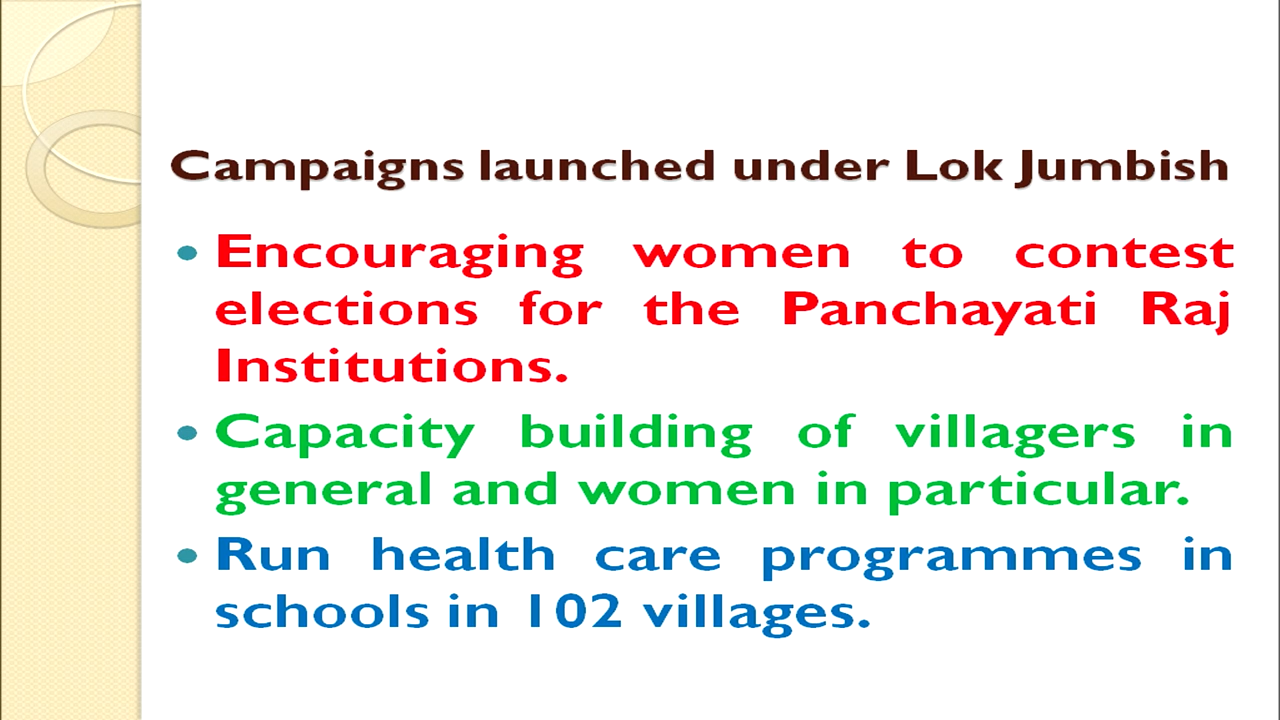 Campaigns launched under Lok Jumbish
• Encouraging women to contest
elections for the Panchayati Raj
Institutions.
• Capacity building of villagers in
general and women in particular.
• Run health care programmes in
schools in 102 villages.